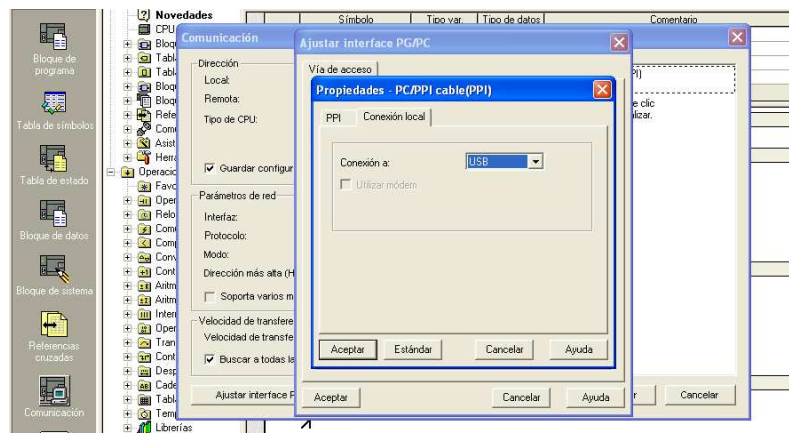 Novedades
CPU
Bloq
Tabl
Tabl
Bloq
Bloq
Refe
Comu
Asist
Herra
Operacio
Favo
Oper
Relo
Comu
Comp
Conv
Cont
Aritm
Aritm
Inter
Oper
Tran
Cont
Desp
Cade
Tabl
Temp
Librerías
Bloque de
programa
Tabla de símbolos
Tabla de estado
Bloque de datos
Bloque de sistema
Referencias
cruzadas
Comunicación
Símbolo
Tipo var.
Tipo de datos
Comentario
Comunicación
Dirección
Local:
Remota:
Tipo de CPU:
Guardar configur
Parámetros de red
Interfaz:
Protocolo:
Modo:
Dirección más alta (H
Soporta varios m
Velocidad de transfere
Velocidad de transfe
Buscar a todas la
Ajustar interface P
PI)
e clic
lizar.
r
Cancelar
Ajustar interface PG/PC
Vía de acceso
Aceptar
Cancelar
Ayuda
Propiedades - PC/PPI cable(PPI)
PPI
Conexión local
Conexión a:
USB
Utilizar módem
Aceptar
Estándar
Cancelar
Ayuda